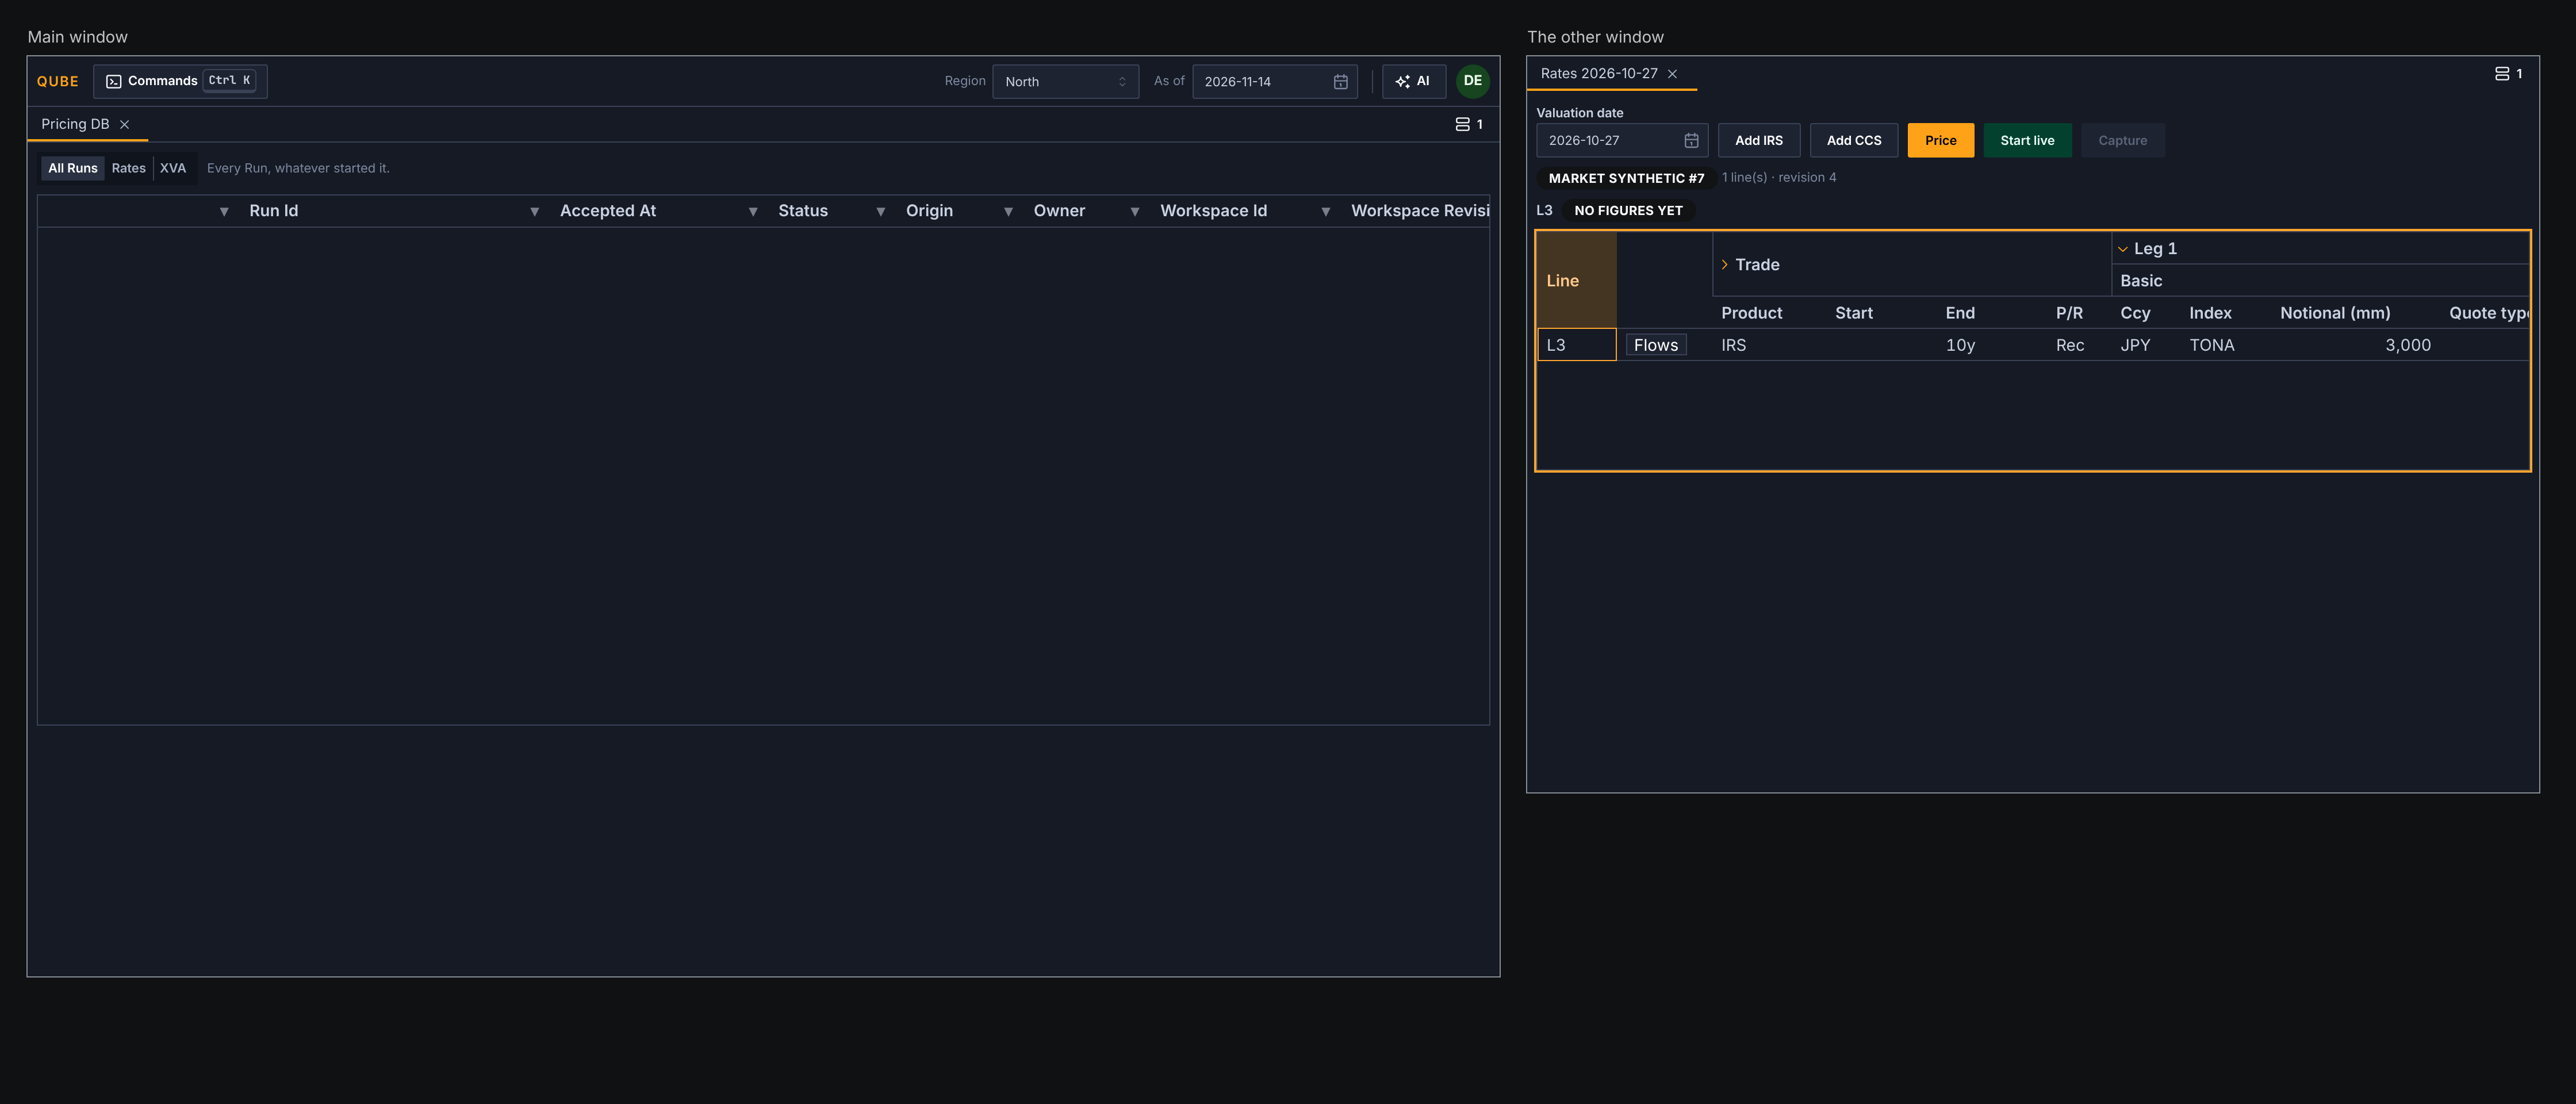 Main window
QUBE Commands Ctrl K Region North As of 2026-11-14 AI DE
Pricing DB 1
All Runs Rates XVA Every Run, whatever started it.
Run Id Accepted At Status Origin Owner Workspace Id Workspace Revisi
The other window
Rates 2026-10-27 1
Valuation date
2026-10-27 Add IRS Add CCS Price Start live Capture
MARKET SYNTHETIC #7 1 line(s) · revision 4
L3 NO FIGURES YET
Line Trade Leg 1
Basic
Product Start End P/R Ccy Index Notional (mm) Quote type
L3 Flows IRS 10y Rec JPY TONA 3,000